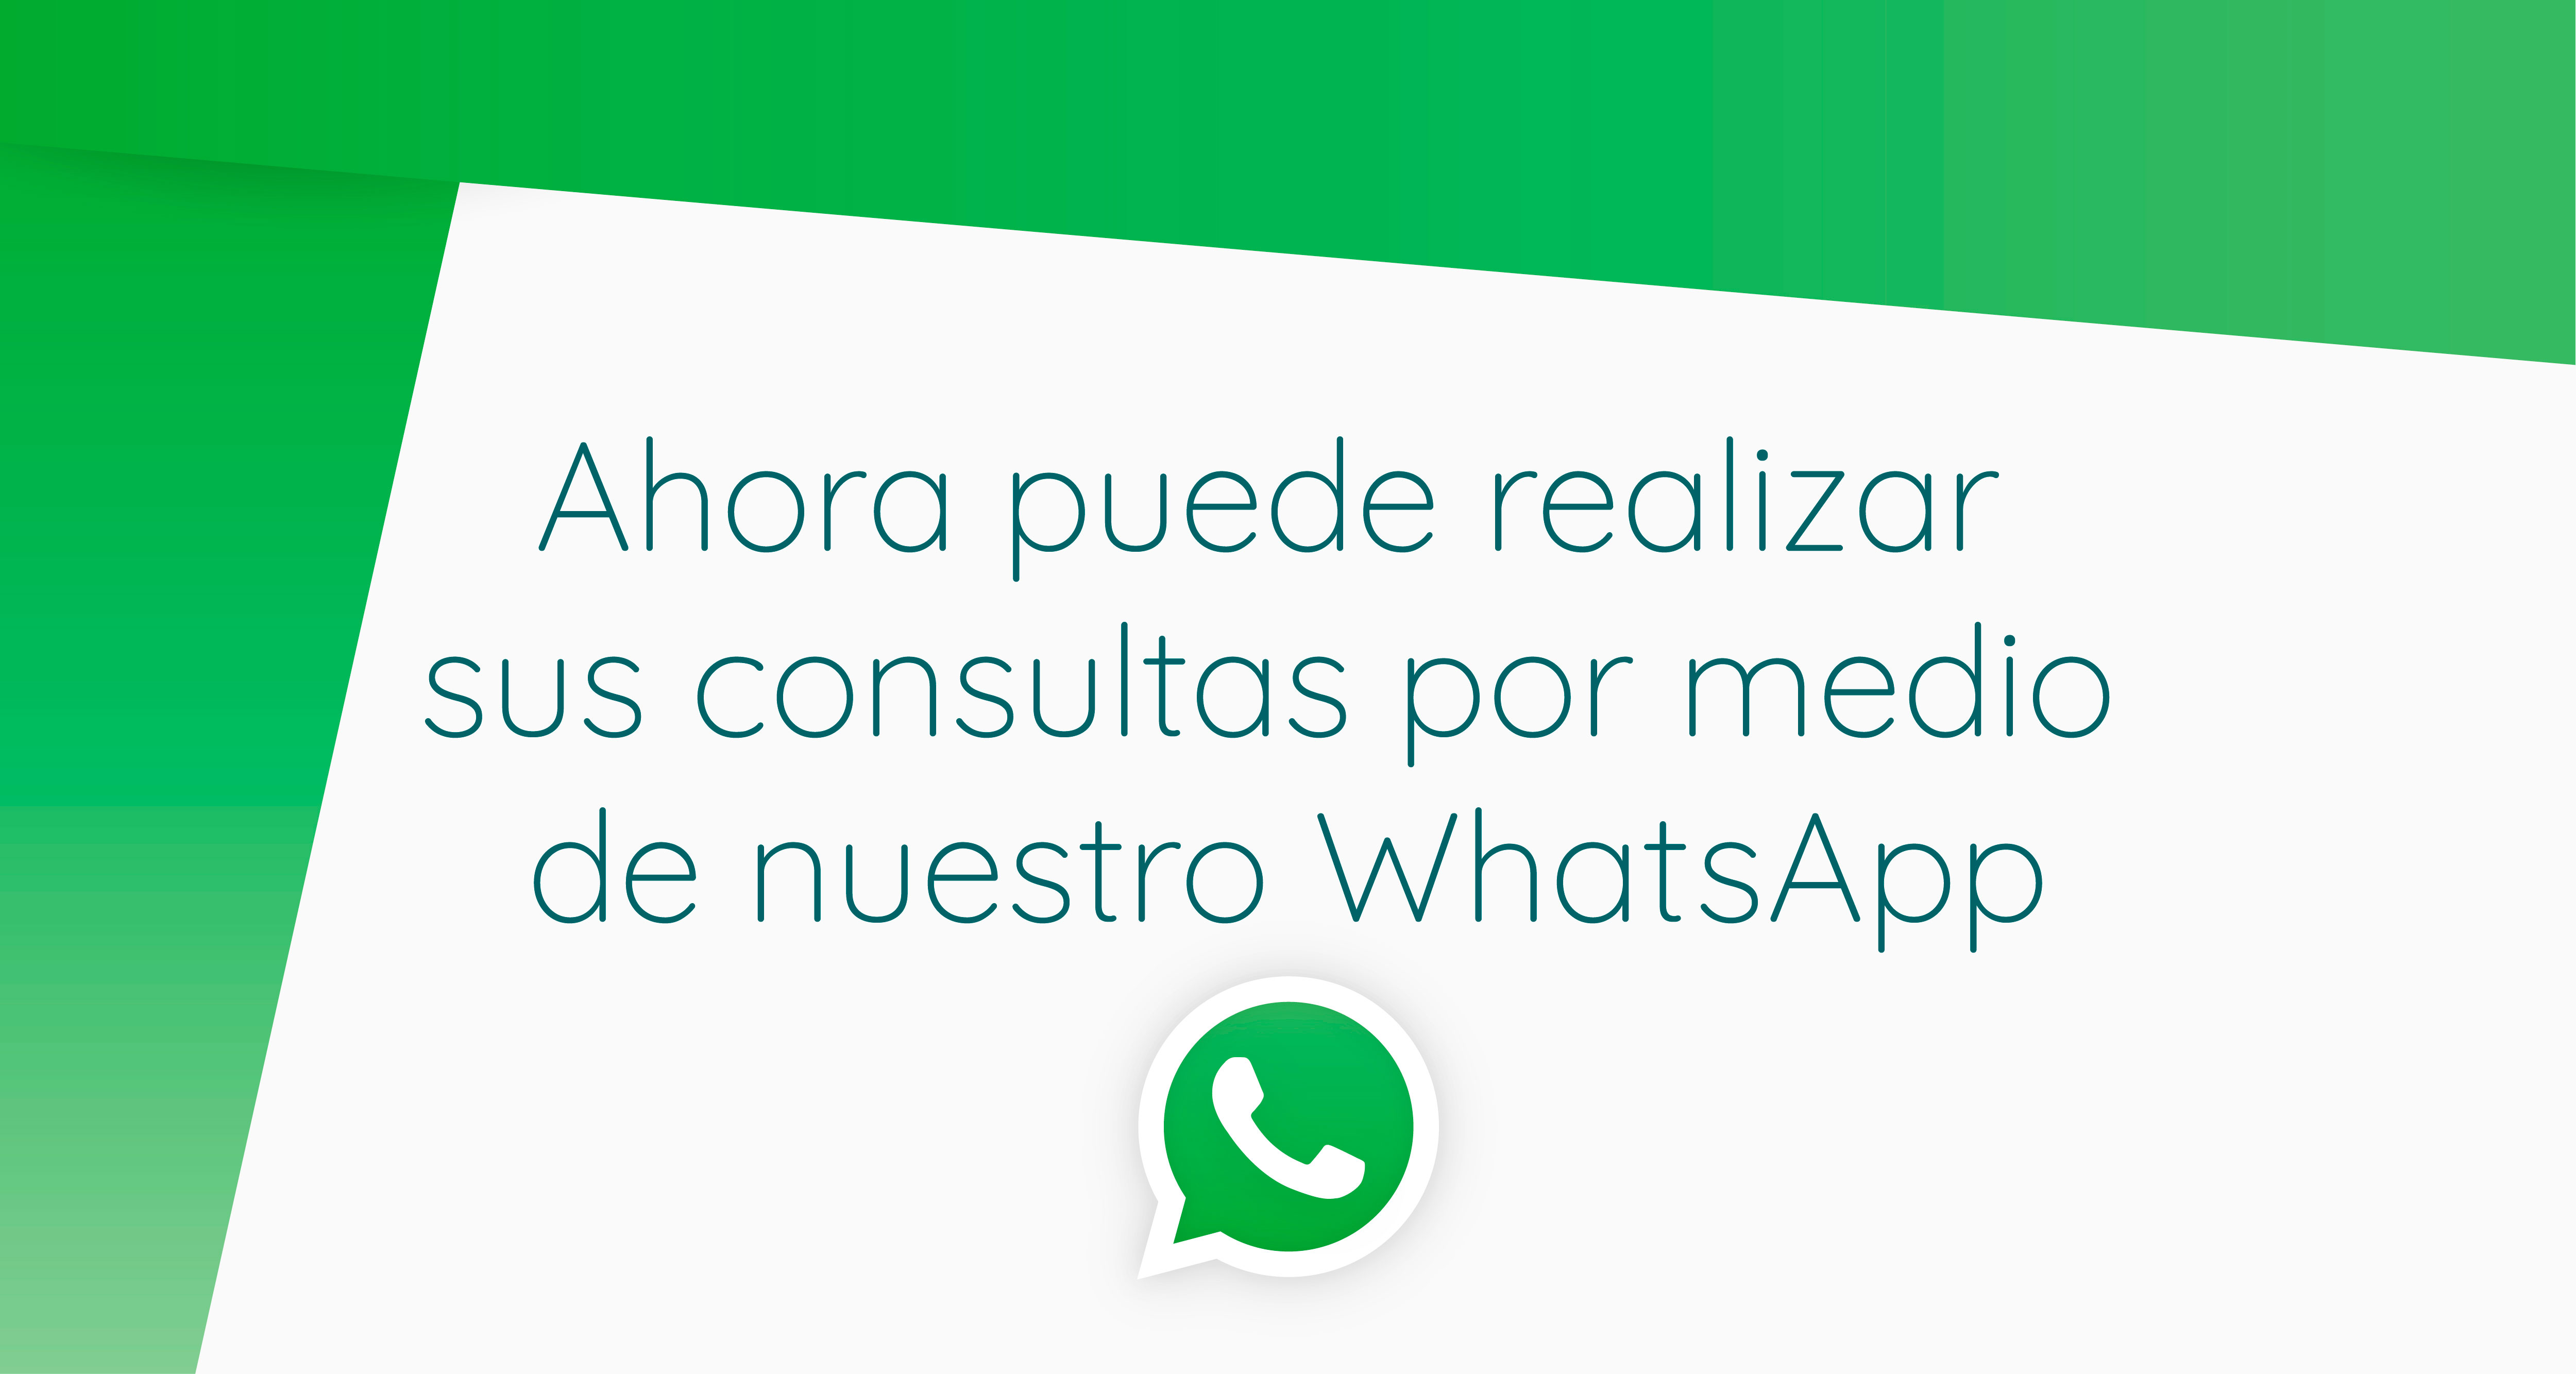 Ahora puede realizar
sus consultas por medio
de nuestro WhatsApp